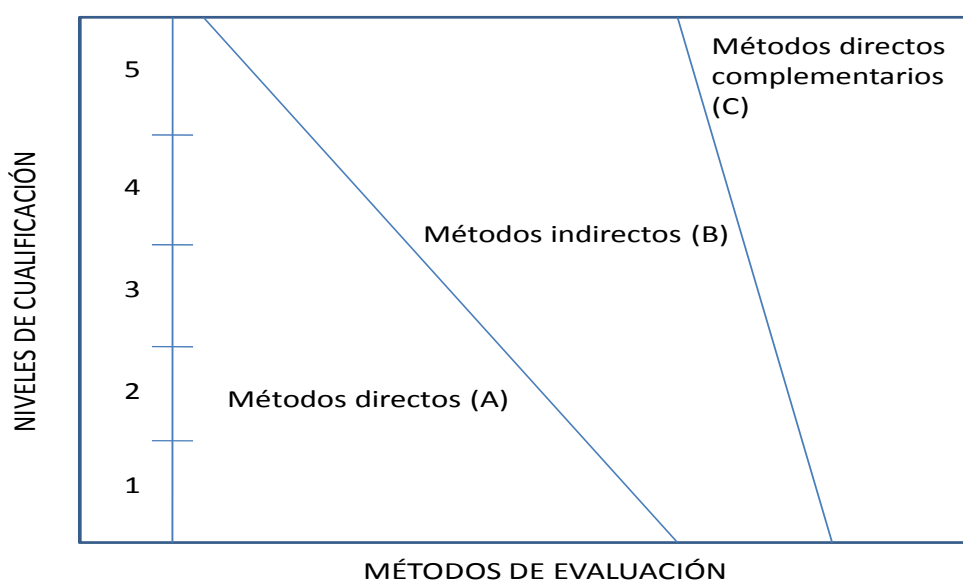 NIVELES DE CUALIFICACIÓN
5
4
3
2
1
Métodos directos
complementarios
(C)
Métodos indirectos (B)
Métodos directos (A)
MÉTODOS DE EVALUACIÓN